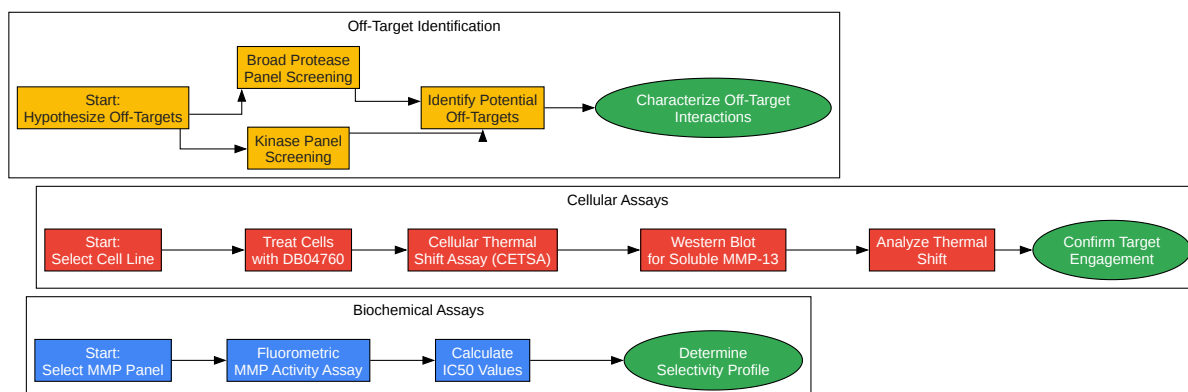 Off-Target Identification
Broad Protease
Panel Screening
Start:
Hypothesize Off-Targets
Identify Potential
Off-Targets
Characterize Off-Target
Interactions
Kinase Panel
Screening
Cellular Assays
Start:
Select Cell Line
Treat Cells
with DB04760
Cellular Thermal
Shift Assay (CETSA)
Western Blot
for Soluble MMP-13
Analyze Thermal
Shift
Confirm Target
Engagement
Biochemical Assays
Start:
Select MMP Panel
Fluorometric
MMP Activity Assay
Calculate
IC50 Values
Determine
Selectivity Profile